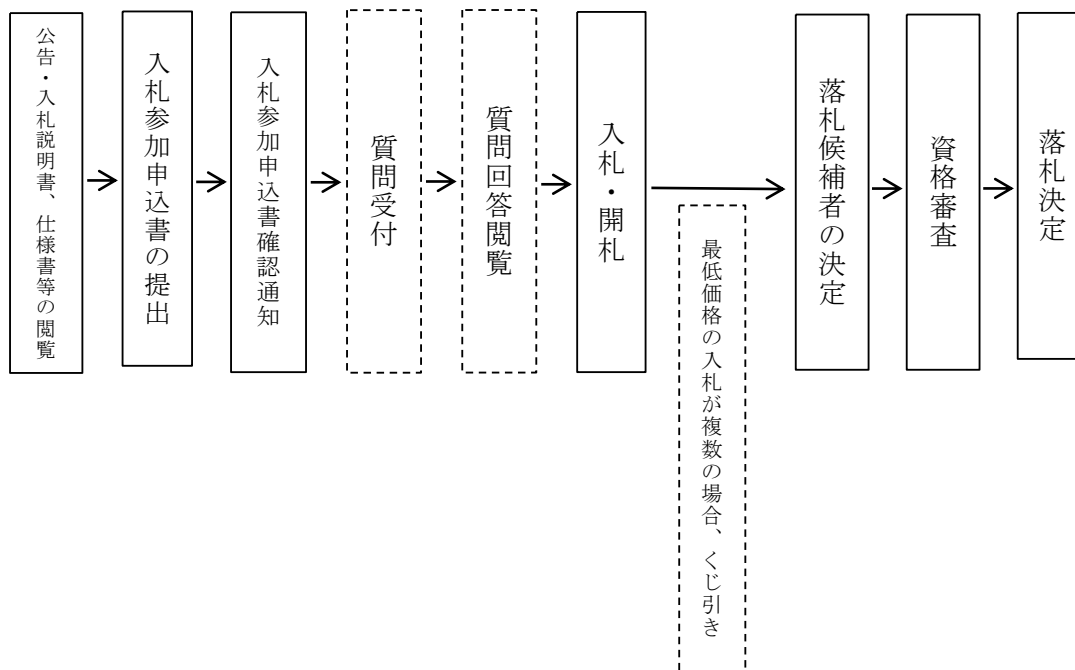 公告・入札説明書、仕様書等の閲覧
入札参加申込書の提出
入札参加申込書確認通知
質問受付
質問回答閲覧
入札・開札
最低価格の入札が複数の場合、くじ引き
落札候補者の決定
資格審査
落札決定